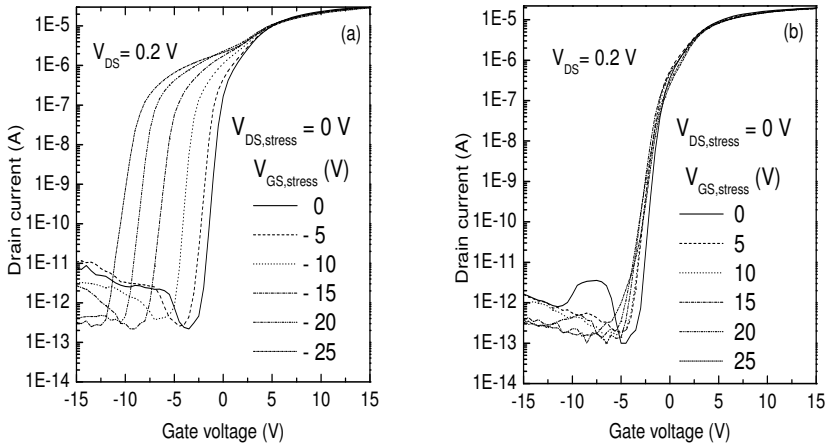 1E-5
1E-6
1E-7
1E-8
1E-9
1E-10
1E-11
1E-12
1E-13
1E-14
Drain current (A)
(a)
V_DS = 0.2 V
V_DS,stress = 0 V
V_GS,stress (V)
0
- 5
- 10
- 15
- 20
- 25
-15 -10 -5 0 5 10 15
Gate voltage (V)
1E-5
1E-6
1E-7
1E-8
1E-9
1E-10
1E-11
1E-12
1E-13
1E-14
Drain current (A)
(b)
V_DS = 0.2 V
V_DS,stress = 0 V
V_GS,stress (V)
0
5
10
15
20
25
-15 -10 -5 0 5 10 15
Gate voltage (V)